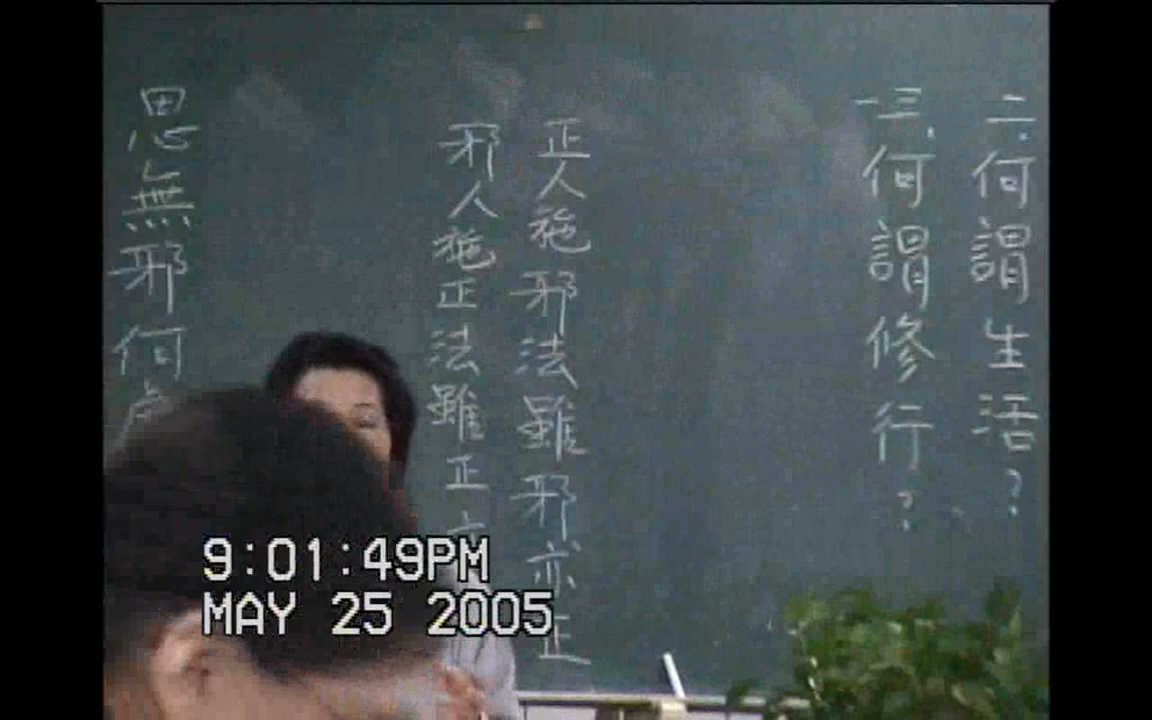 二.何謂生活?
三.何謂修行?
正人施邪法雖邪亦正
邪人施正法雖正
思無邪何
9:01:49PM
MAY 25 2005